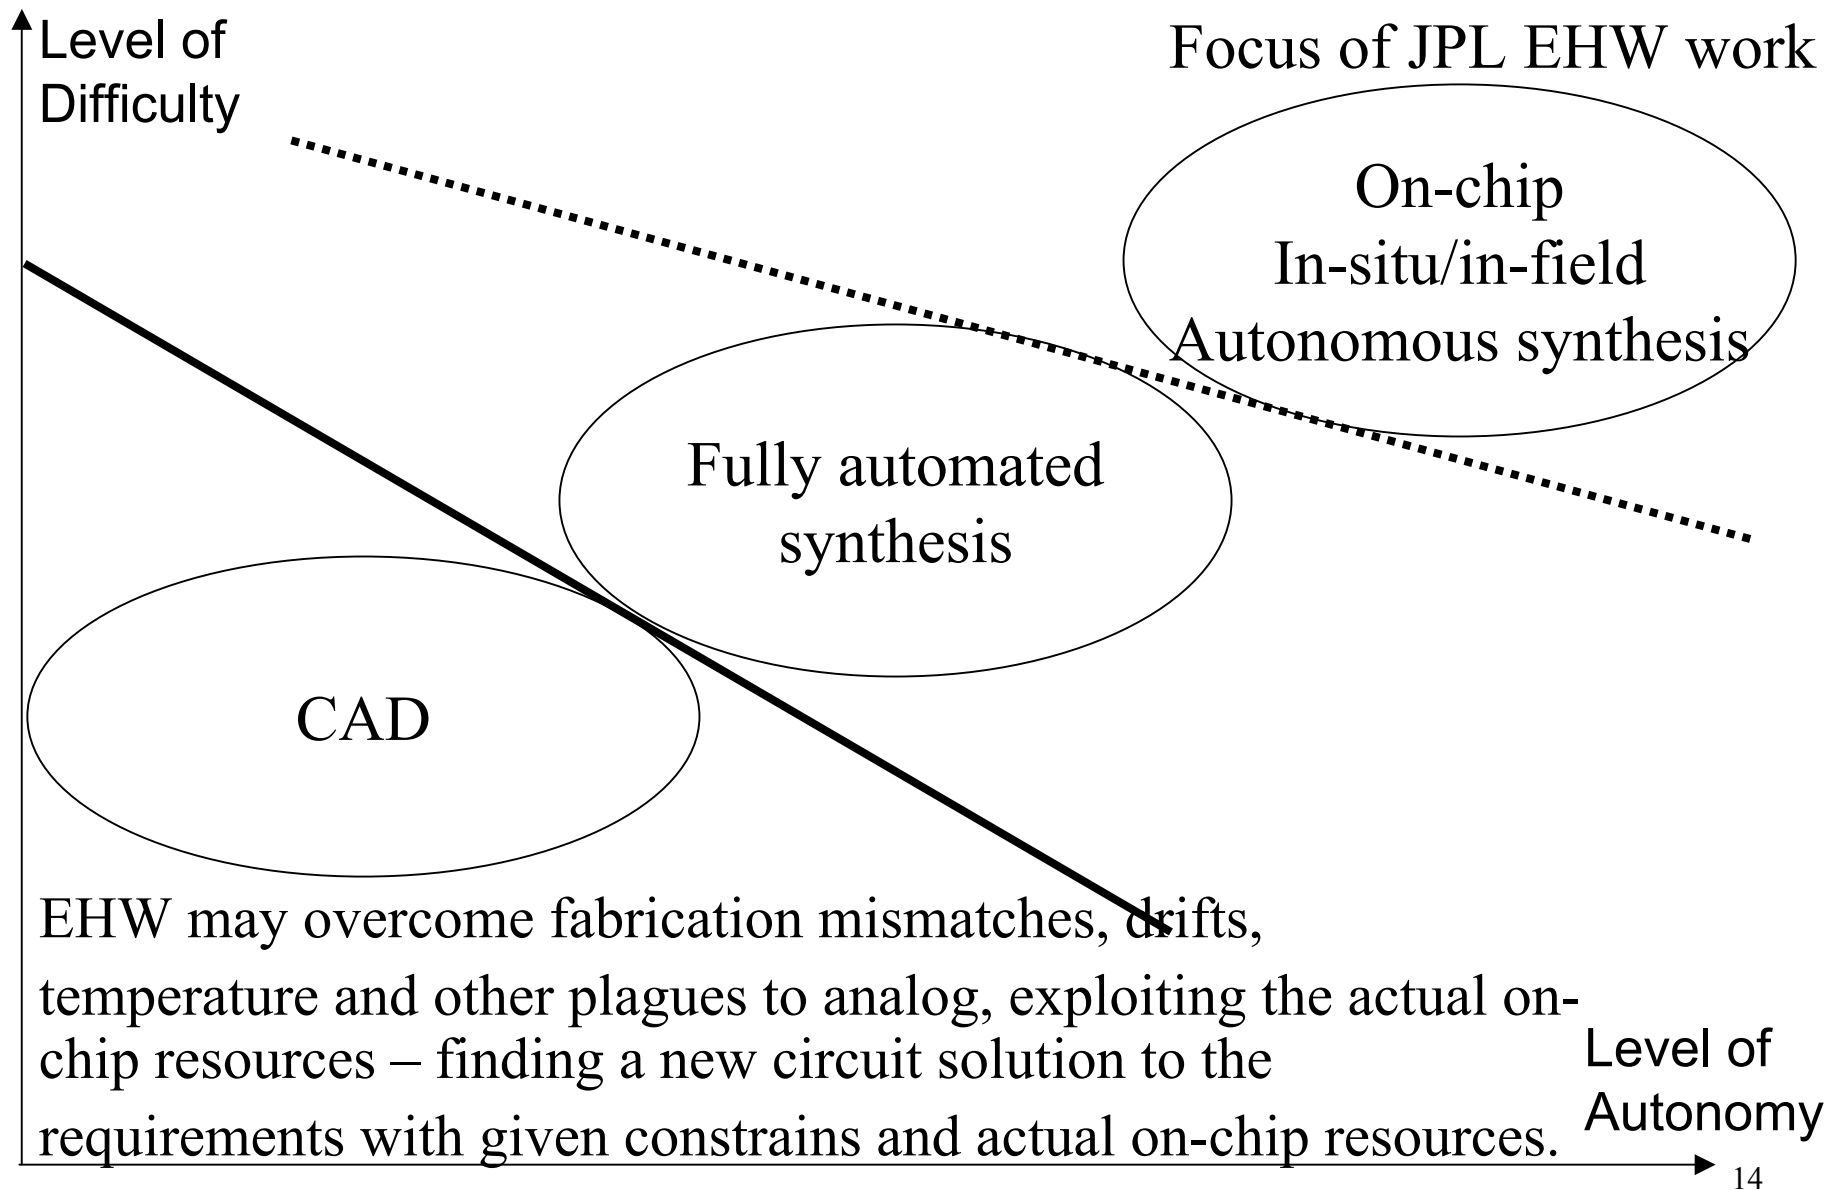 Level of
Difficulty
Focus of JPL EHW work
On-chip
In-situ/in-field
Autonomous synthesis
Fully automated
synthesis
CAD
EHW may overcome fabrication mismatches, drifts,
temperature and other plagues to analog, exploiting the actual on-
chip resources – finding a new circuit solution to the
requirements with given constrains and actual on-chip resources.
Level of
Autonomy
14